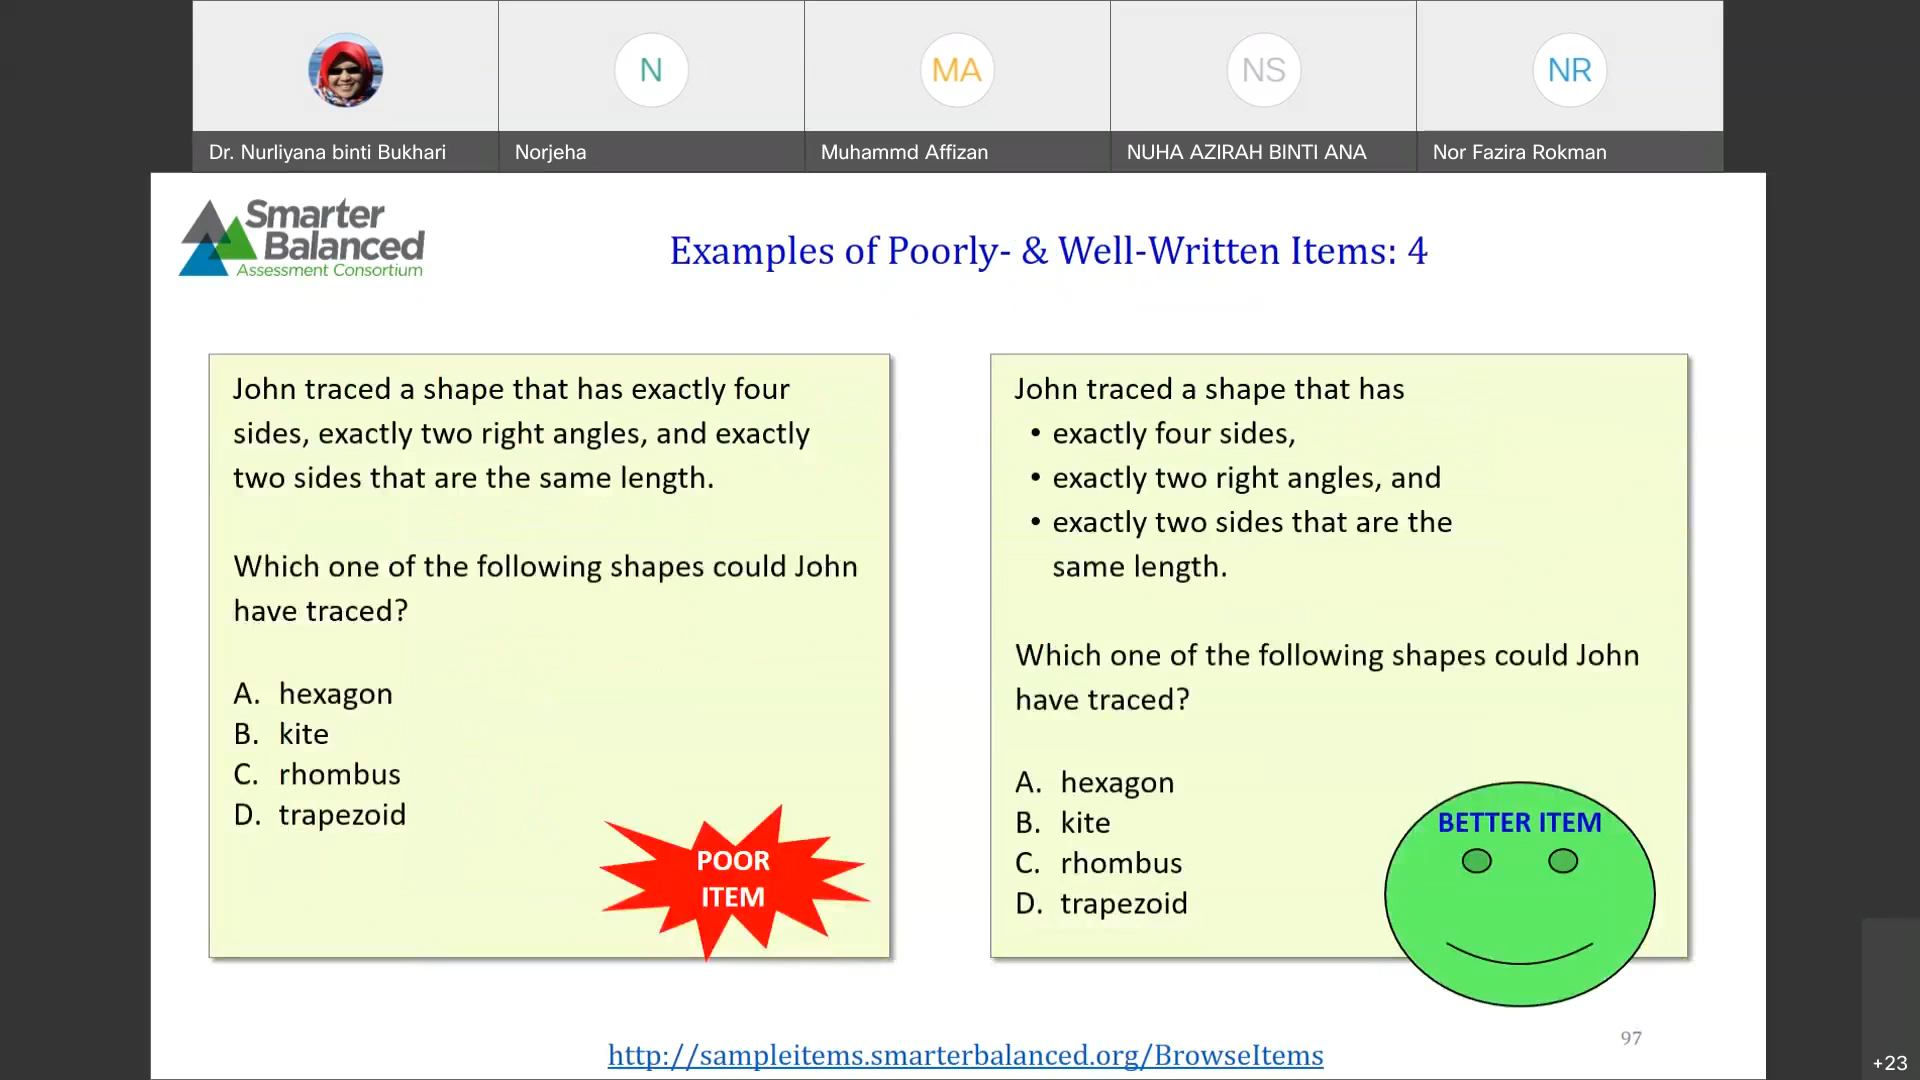 N
MA
NS
NR
Dr. Nurliyana binti Bukhari
Norjeha
Muhammd Affizan
NUHA AZIRAH BINTI ANA
Nor Fazira Rokman
Smarter
Balanced
Assessment Consortium
Examples of Poorly- & Well-Written Items: 4
John traced a shape that has exactly four
sides, exactly two right angles, and exactly
two sides that are the same length.
Which one of the following shapes could John
have traced?
A. hexagon
B. kite
C. rhombus
D. trapezoid
POOR
ITEM
John traced a shape that has
• exactly four sides,
• exactly two right angles, and
• exactly two sides that are the
same length.
Which one of the following shapes could John
have traced?
A. hexagon
B. kite
C. rhombus
D. trapezoid
BETTER ITEM
97
http://sampleitems.smarterbalanced.org/BrowseItems
+23